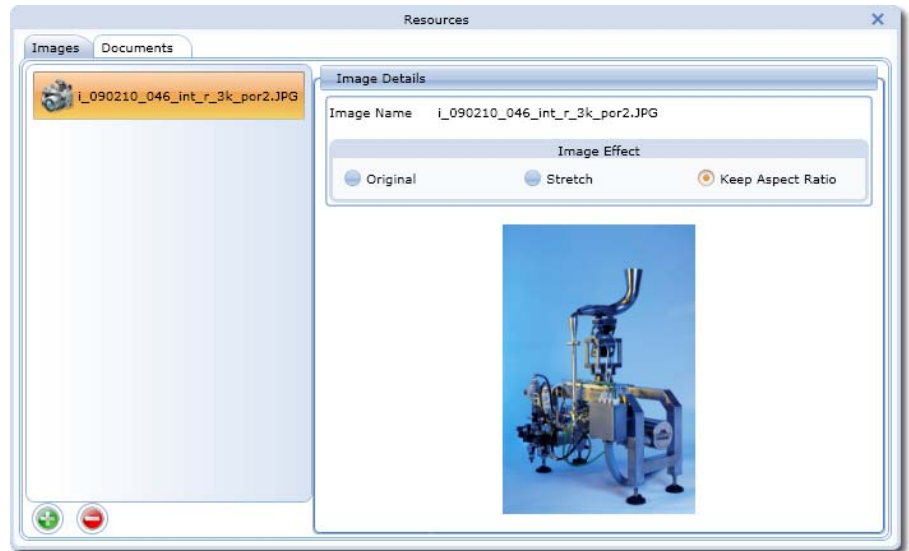 Resources
Images Documents
i_090210_046_int_r_3k_por2.JPG
Image Details
Image Name i_090210_046_int_r_3k_por2.JPG
Image Effect
Original Stretch Keep Aspect Ratio